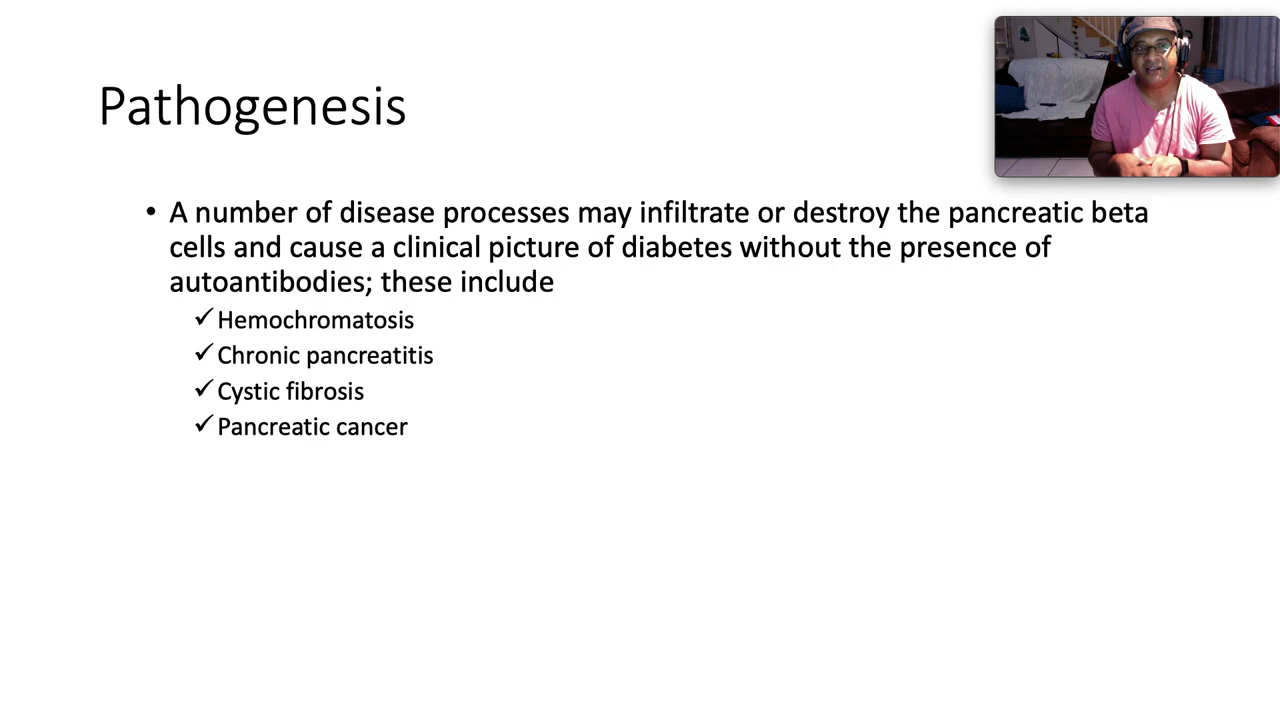 Pathogenesis
• A number of disease processes may infiltrate or destroy the pancreatic beta
cells and cause a clinical picture of diabetes without the presence of
autoantibodies; these include
✓ Hemochromatosis
✓ Chronic pancreatitis
✓ Cystic fibrosis
✓ Pancreatic cancer